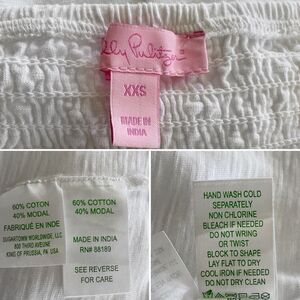 Lilly Pulitzer
XXS
MADE IN
INDIA
60% COTON
40% MODAL
FABRIQUÉ EN INDE
SUGARTOWN WORLDWIDE, LLC
800 THIRD AVEUNE
KING OF PRUSSIA, PA USA
60% COTTON
40% MODAL
MADE IN INDIA
RN# 88189
SEE REVERSE
FOR CARE
HAND WASH COLD
SEPARATELY
NON CHLORINE
BLEACH IF NEEDED
DO NOT WRING
OR TWIST
BLOCK TO SHAPE
LAY FLAT TO DRY
COOL IRON IF NEEDED
DO NOT DRY CLEAN